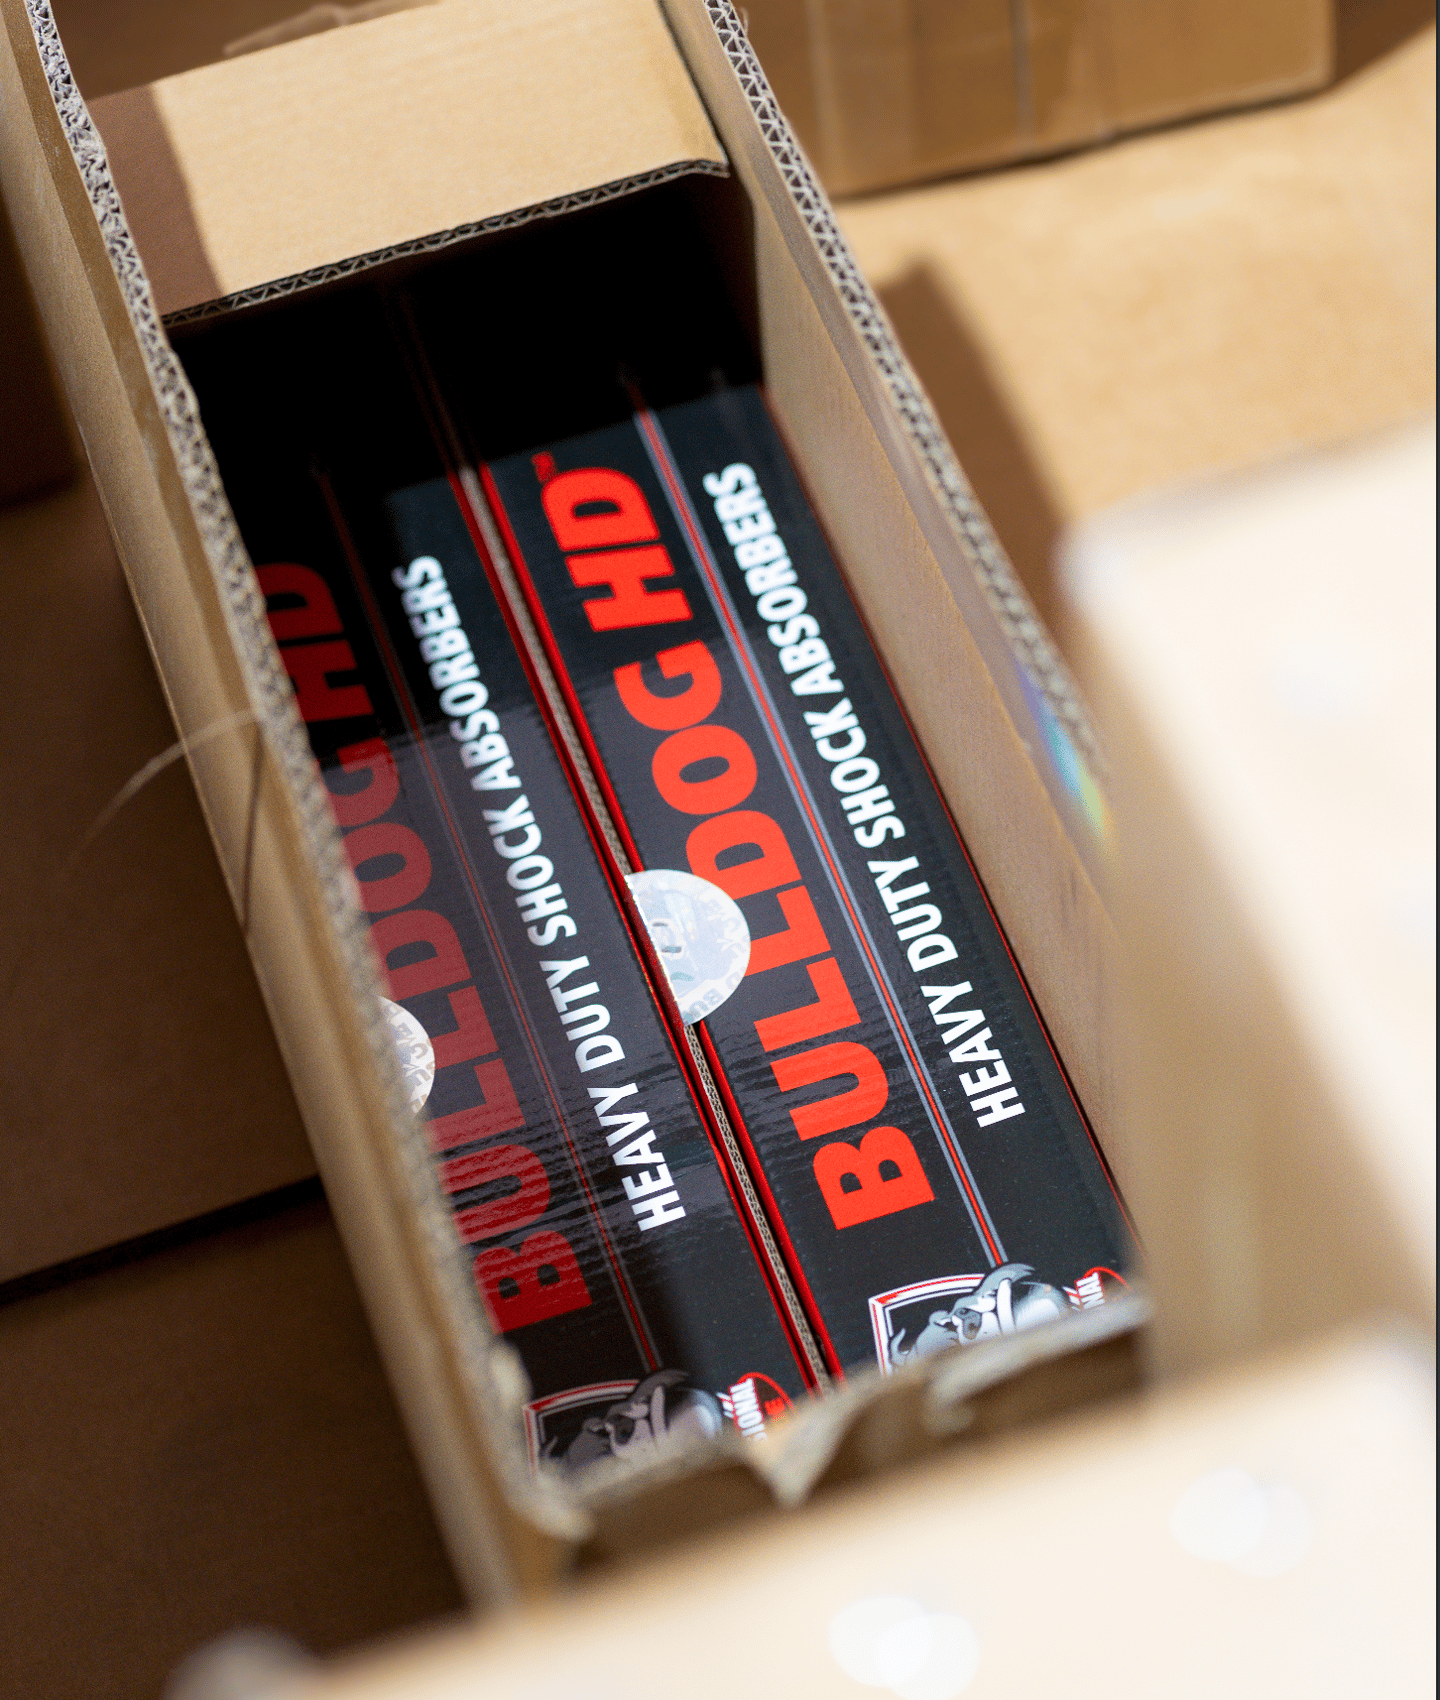 BULLDOG HD
HEAVY DUTY SHOCK ABSORBERS
BULLDOG HD™
HEAVY DUTY SHOCK ABSORBERS